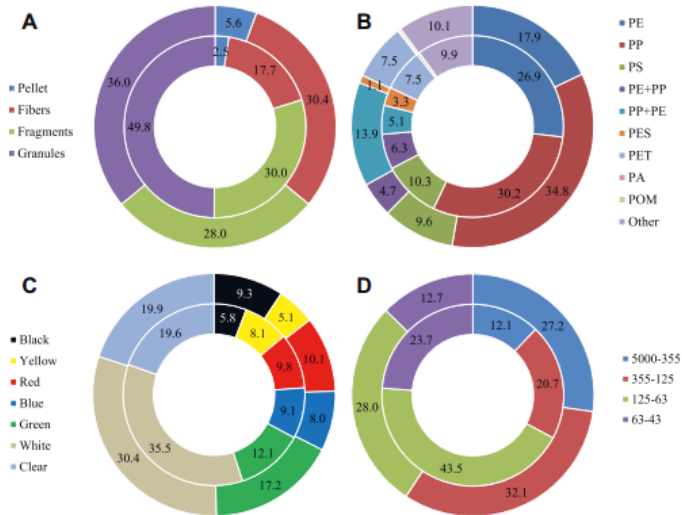 A
5.6
2.5
17.7
30.4
36.0
49.8
30.0
28.0
Pellet
Fibers
Fragments
Granules
B
10.1
17.9
9.9
7.5
7.5
26.9
1.1
3.3
13.9
5.1
6.3
4.7
10.3
30.2
34.8
9.6
PE
PP
PS
PE+PP
PP+PE
PES
PET
PA
POM
Other
C
9.3
5.1
19.9
5.8
8.1
19.6
10.1
9.8
9.1
8.0
35.5
12.1
30.4
17.2
Black
Yellow
Red
Blue
Green
White
Clear
D
12.7
27.2
12.1
23.7
20.7
28.0
43.5
32.1
5000-355
355-125
125-63
63-43